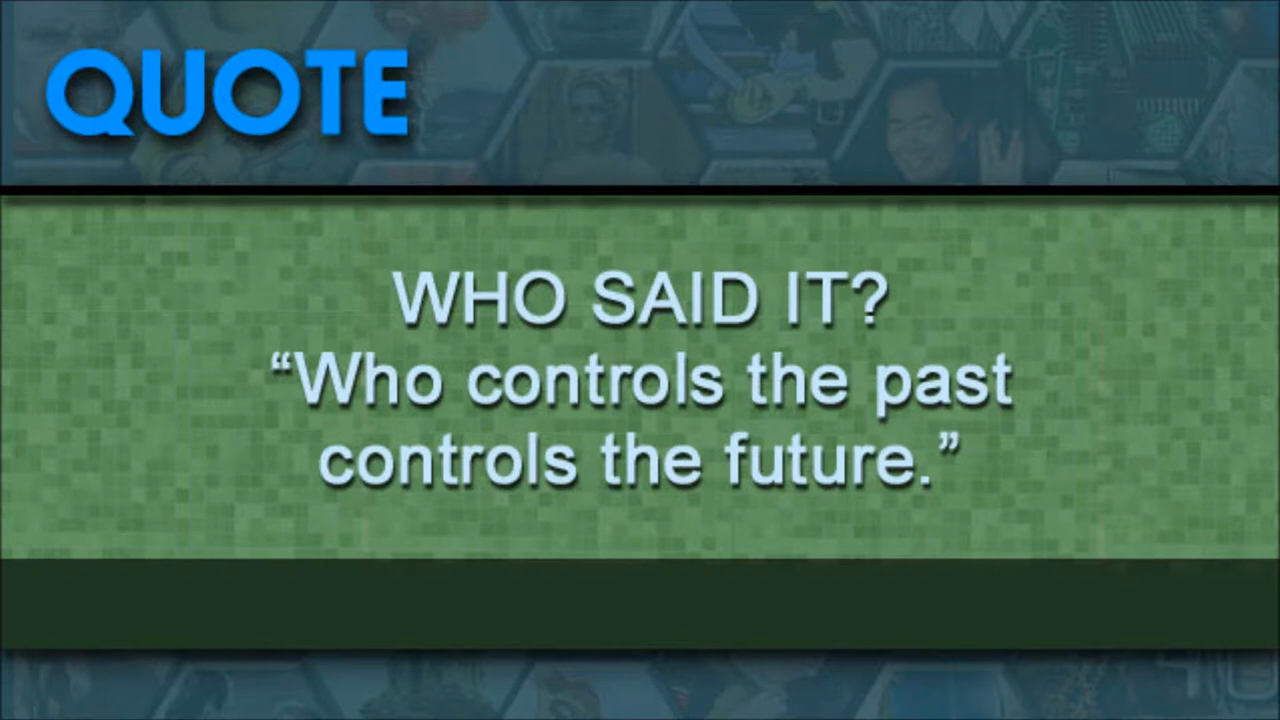 QUOTE
WHO SAID IT?
“Who controls the past
controls the future.”